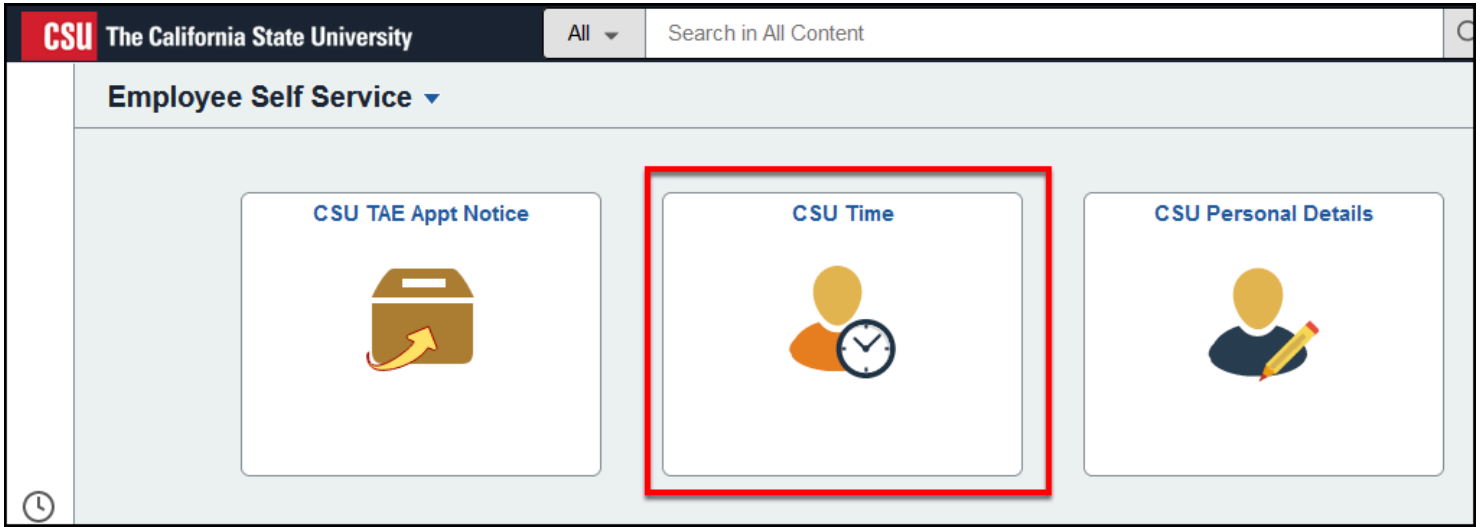 CSU The California State University
All
Search in All Content
Employee Self Service
CSU TAE Appt Notice
CSU Time
CSU Personal Details